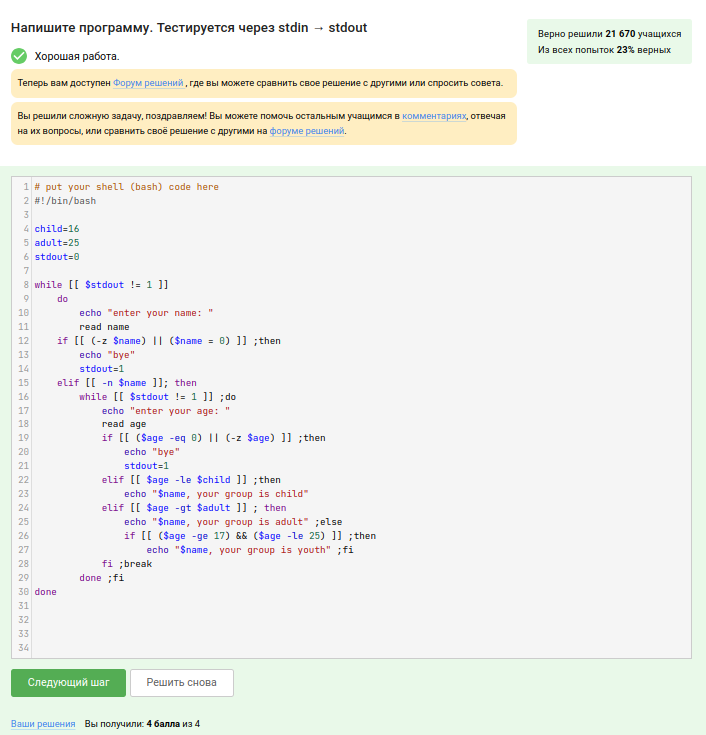 Напишите программу. Тестируется через stdin → stdout
Верно решили 21 670 учащихся
Из всех попыток 23% верных
Хорошая работа.
Теперь вам доступен Форум решений, где вы можете сравнить свое решение с другими или спросить совета.
Вы решили сложную задачу, поздравляем! Вы можете помочь остальным учащимся в комментариях, отвечая
на их вопросы, или сравнить своё решение с другими на форуме решений.
1 # put your shell (bash) code here
2 #!/bin/bash
3
4 child=16
5 adult=25
6 stdout=0
7
8 while [[ $stdout != 1 ]]
9     do
10         echo "enter your name: "
11         read name
12     if [[ (-z $name) || ($name = 0) ]] ;then
13         echo "bye"
14         stdout=1
15     elif [[ -n $name ]]; then
16         while [[ $stdout != 1 ]] ;do
17             echo "enter your age: "
18             read age
19             if [[ ($age -eq 0) || (-z $age) ]] ;then
20                 echo "bye"
21                 stdout=1
22             elif [[ $age -le $child ]] ;then
23                 echo "$name, your group is child"
24             elif [[ $age -gt $adult ]] ; then
25                 echo "$name, your group is adult" ;else
26                 if [[ ($age -ge 17) && ($age -le 25) ]] ;then
27                     echo "$name, your group is youth" ;fi
28             fi ;break
29         done ;fi
30 done
31
32
33
34
Следующий шаг
Решить снова
Ваши решения Вы получили: 4 балла из 4